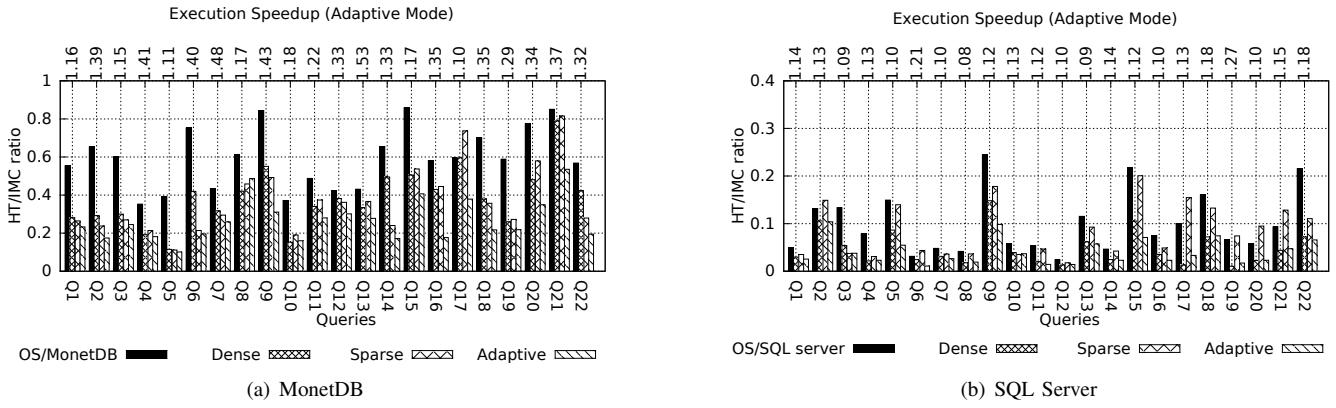 Execution Speedup (Adaptive Mode)
1.16 1.39 1.15 1.41 1.11 1.40 1.48 1.17 1.43 1.18 1.22 1.33 1.53 1.33 1.17 1.35 1.10 1.35 1.29 1.34 1.37 1.32
HT/IMC ratio
1
0.8
0.6
0.4
0.2
0
Q1 Q2 Q3 Q4 Q5 Q6 Q7 Q8 Q9 Q10 Q11 Q12 Q13 Q14 Q15 Q16 Q17 Q18 Q19 Q20 Q21 Q22
Queries
OS/MonetDB Dense Sparse Adaptive
(a) MonetDB
Execution Speedup (Adaptive Mode)
1.14 1.13 1.09 1.13 1.10 1.21 1.10 1.08 1.12 1.13 1.12 1.10 1.09 1.14 1.12 1.10 1.13 1.18 1.27 1.10 1.15 1.18
HT/IMC ratio
0.4
0.3
0.2
0.1
0
Q1 Q2 Q3 Q4 Q5 Q6 Q7 Q8 Q9 Q10 Q11 Q12 Q13 Q14 Q15 Q16 Q17 Q18 Q19 Q20 Q21 Q22
Queries
OS/SQL server Dense Sparse Adaptive
(b) SQL Server